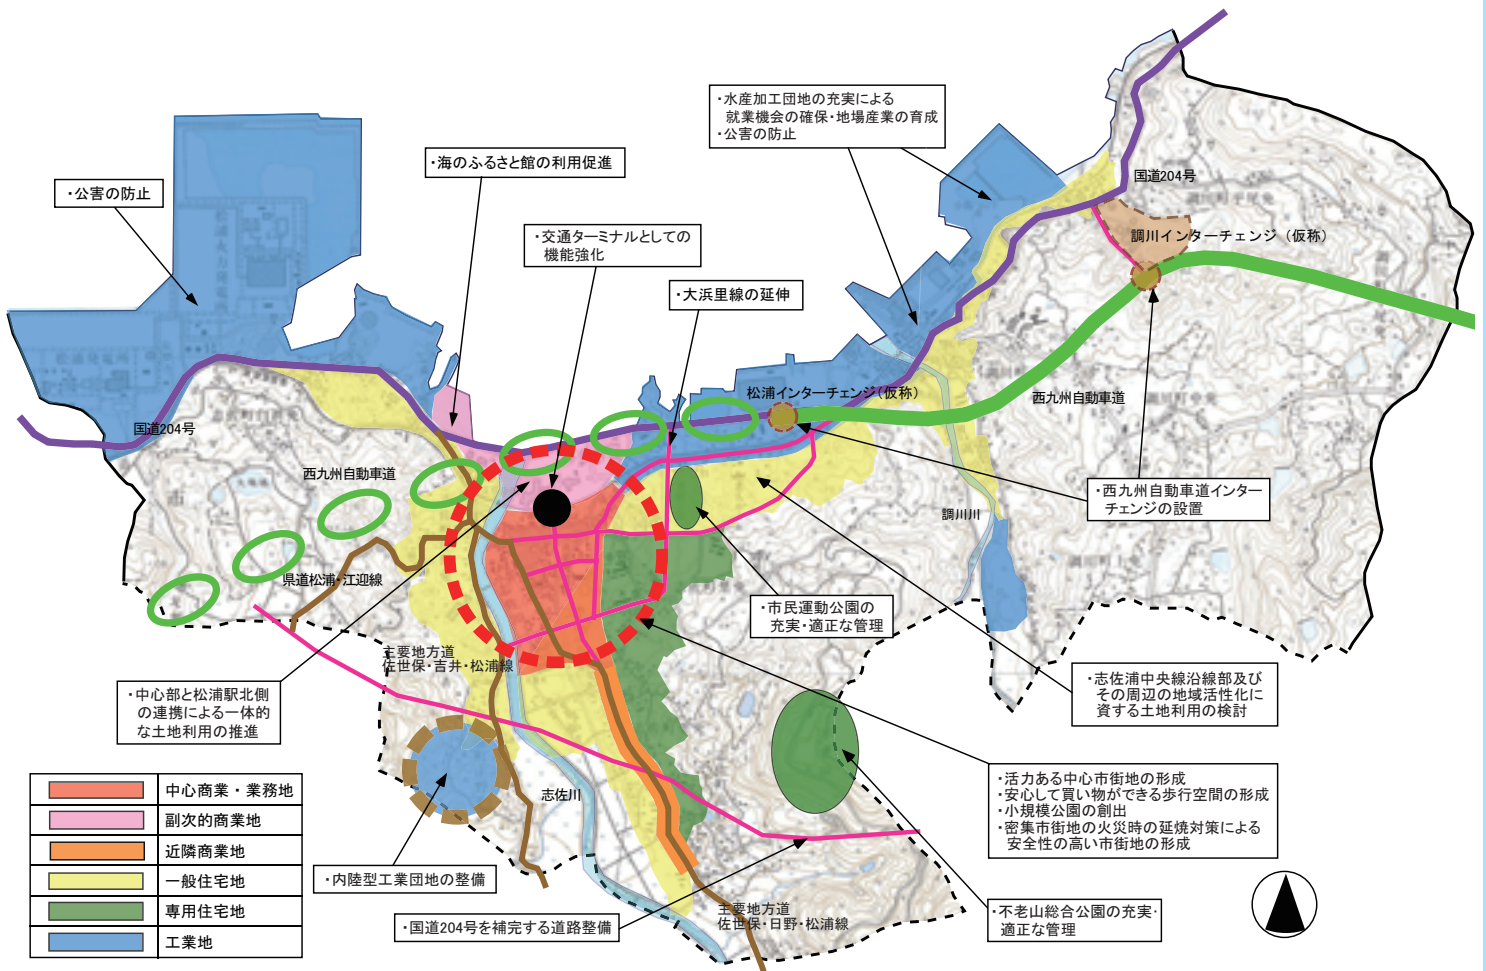 ・水産加工団地の充実による
就業機会の確保・地場産業の育成
・公害の防止
・海のふるさと館の利用促進
・公害の防止
国道204号
・交通ターミナルとしての
機能強化
調川インターチェンジ（仮称）
・大浜里線の延伸
松浦インターチェンジ（仮称）
西九州自動車道
国道204号
西九州自動車道
・西九州自動車道インター
チェンジの設置
調川川
県道松浦・江迎線
・市民運動公園の
充実・適正な管理
主要地方道
佐世保・吉井・松浦線
・志佐浦中央線沿線部及び
その周辺の地域活性化に
資する土地利用の検討
・中心部と松浦駅北側
の連携による一体的
な土地利用の推進
・活力ある中心市街地の形成
・安心して買い物ができる歩行空間の形成
・小規模公園の創出
・密集市街地の火災時の延焼対策による
安全性の高い市街地の形成
志佐川
中心商業・業務地
副次的商業地
近隣商業地
一般住宅地
専用住宅地
工業地
・内陸型工業団地の整備
・国道204号を補完する道路整備
主要地方道
佐世保・日野・松浦線
・不老山総合公園の充実・
適正な管理